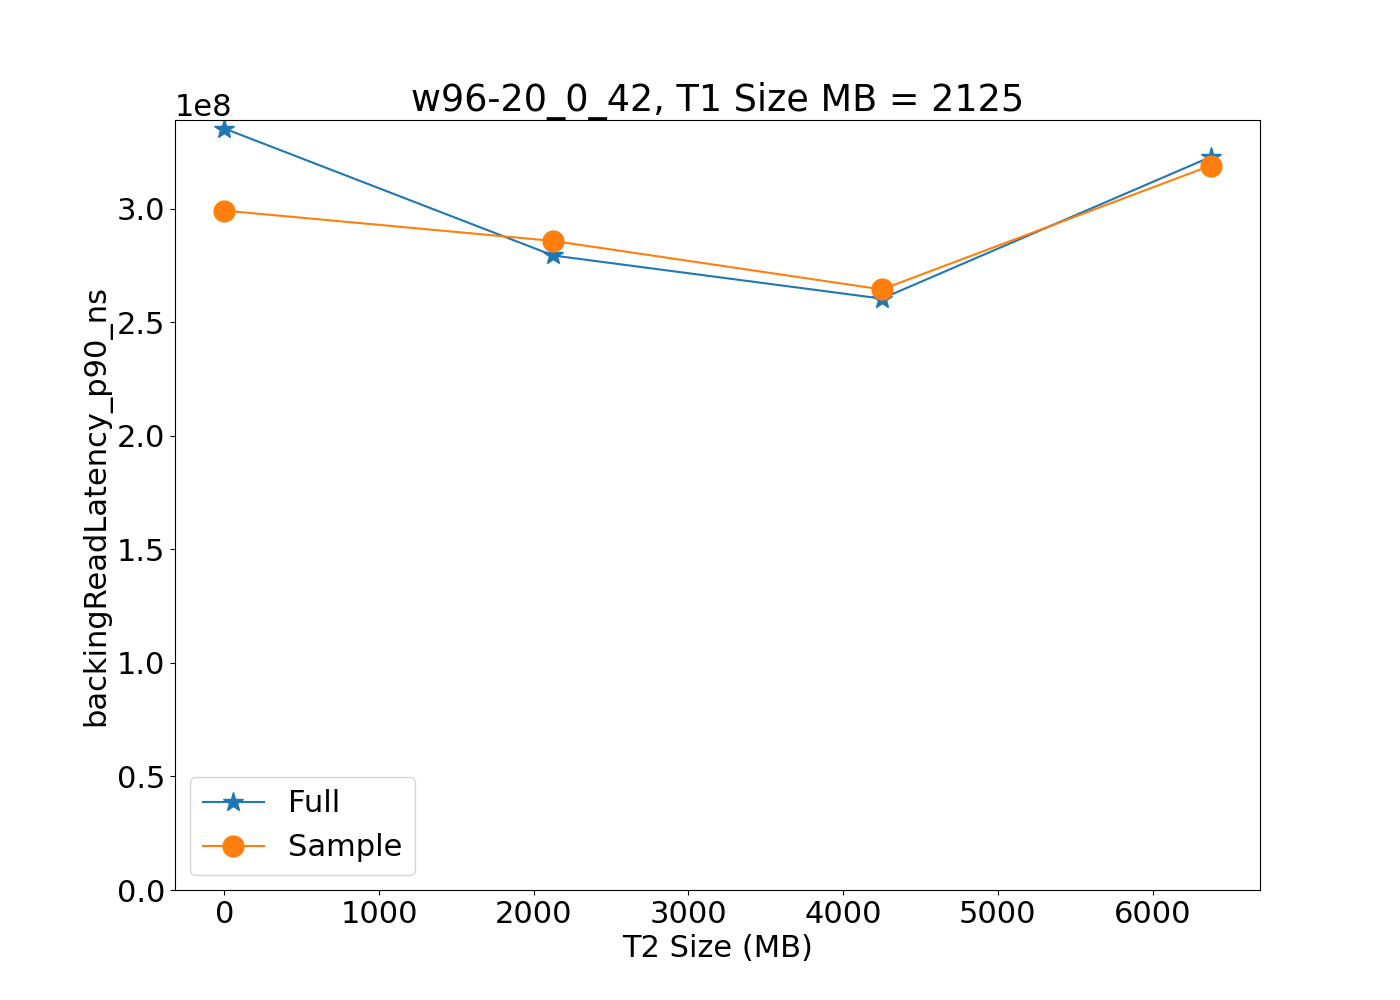 w96-20_0_42, T1 Size MB = 2125
1e8
3.0
2.5
2.0
1.5
1.0
0.5
0.0
backingReadLatency_p90_ns
Full
Sample
0 1000 2000 3000 4000 5000 6000
T2 Size (MB)